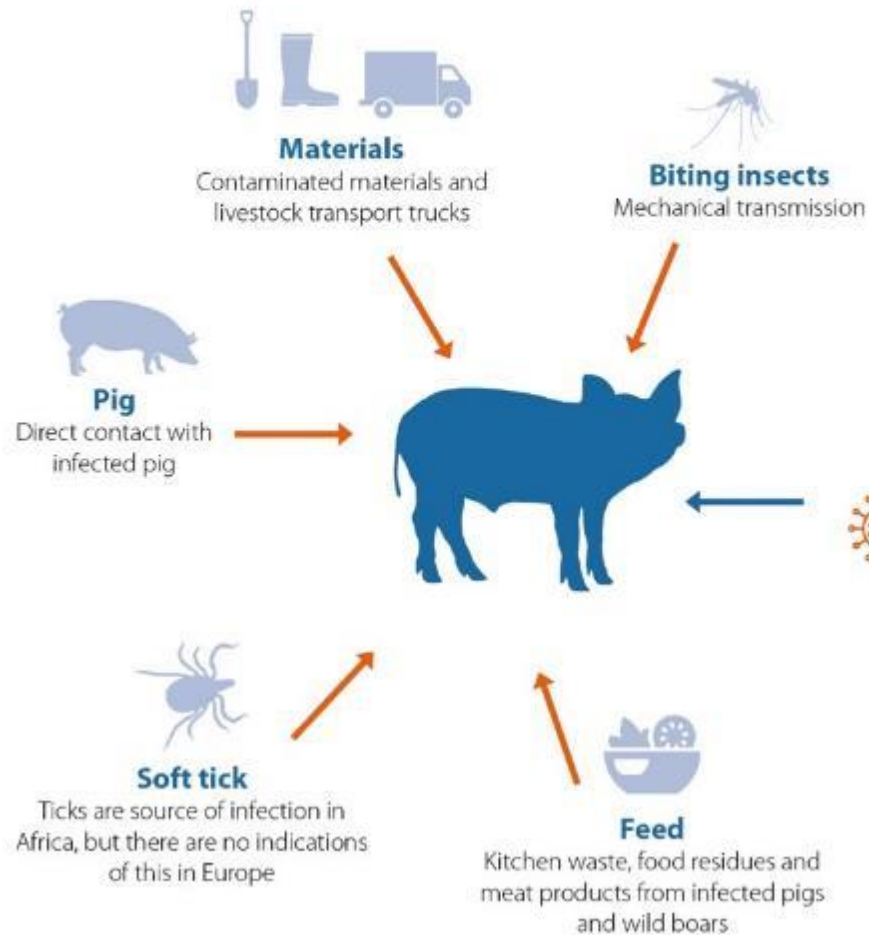 Materials
Contaminated materials and
livestock transport trucks
Biting insects
Mechanical transmission
Pig
Direct contact with
infected pig
Soft tick
Ticks are source of infection in
Africa, but there are no indications
of this in Europe
Feed
Kitchen waste, food residues and
meat products from infected pigs
and wild boars